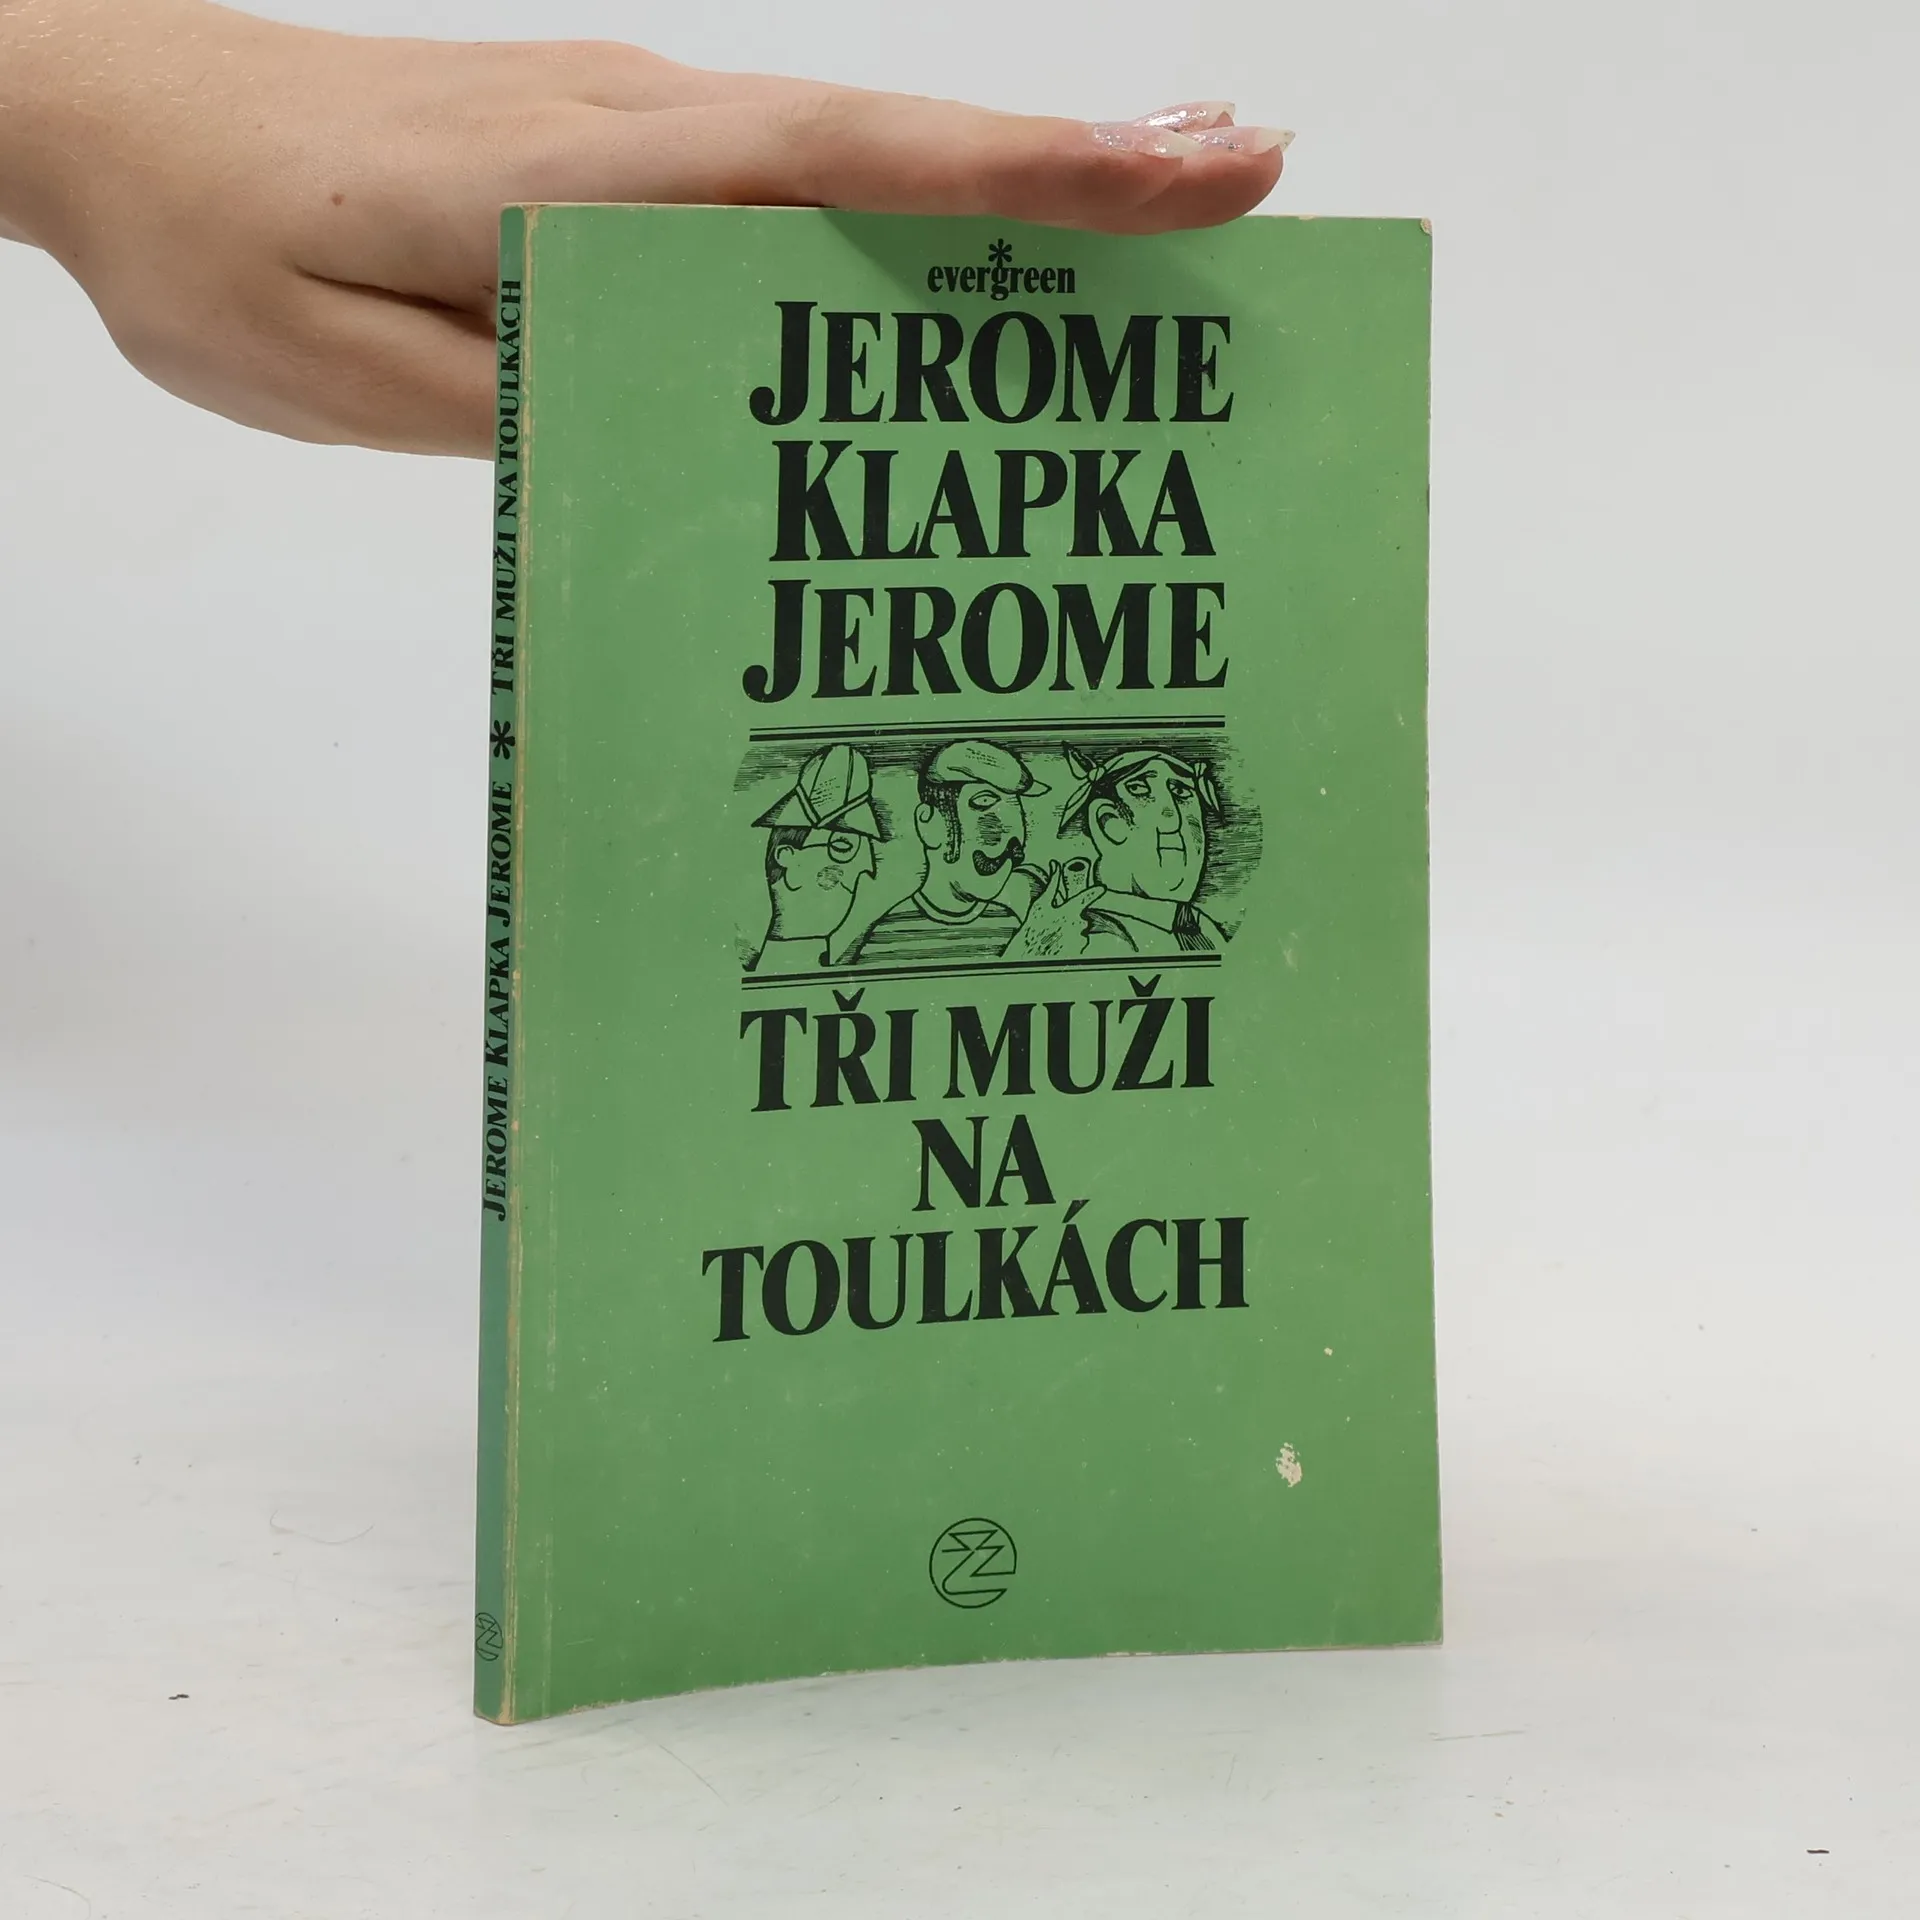 evergreen
JEROME
KLAPKA
JEROME
TŘI MUŽI
NA
TOULKÁCH
JEROME KLAPKA JEROME * TŘI MUŽI NA TOULKÁCH